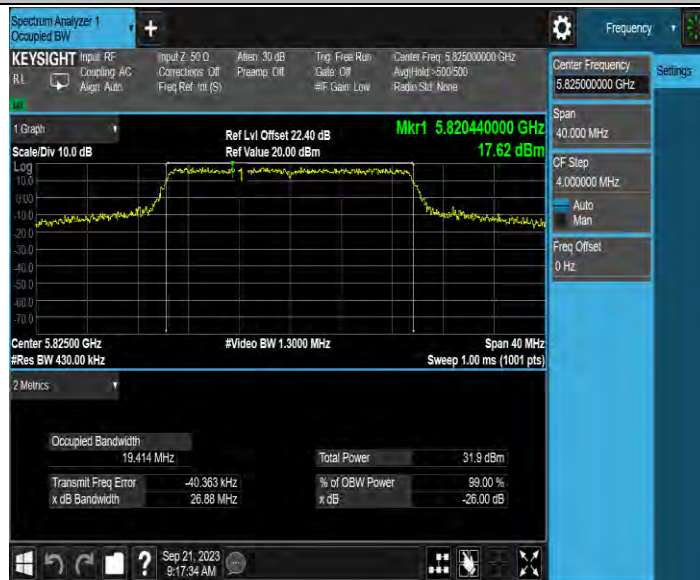 Spectrum Analyzer 1
Occupied BW
+
Frequency
KEYSIGHT
RL
Input: RF
Coupling: AC
Align: Auto
Input Z: 50 Ω
Corrections: Off
Freq Ref: Int (S)
Atten: 30 dB
Preamp: Off
Trig: Free Run
Gate: Off
#IF Gain: Low
Center Freq: 5.825000000 GHz
Avg|Hold:>500/500
Radio Std: None
Center Frequency
5.825000000 GHz
Settings
Span
40.000 MHz
CF Step
4.000000 MHz
Auto
Man
Freq Offset
0 Hz
1 Graph
Scale/Div 10.0 dB
Ref Lvl Offset 22.40 dB
Ref Value 20.00 dBm
Mkr1 5.820440000 GHz
17.62 dBm
Log
10.0
0.00
-10.0
-20.0
-30.0
-40.0
-50.0
-60.0
-70.0
Center 5.82500 GHz
#Video BW 1.3000 MHz
Span 40 MHz
#Res BW 430.00 kHz
Sweep 1.00 ms (1001 pts)
2 Metrics
Occupied Bandwidth
19.414 MHz
Total Power 31.9 dBm
Transmit Freq Error -40.363 kHz
% of OBW Power 99.00 %
x dB Bandwidth 26.88 MHz
x dB -26.00 dB
?
Sep 21, 2023
9:17:34 AM